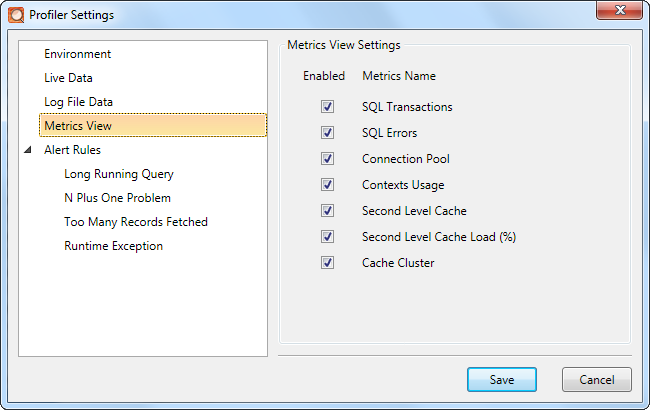 Profiler Settings
Environment
Live Data
Log File Data
Metrics View
Alert Rules
Long Running Query
N Plus One Problem
Too Many Records Fetched
Runtime Exception
Metrics View Settings
Enabled Metrics Name
SQL Transactions
SQL Errors
Connection Pool
Contexts Usage
Second Level Cache
Second Level Cache Load (%)
Cache Cluster
Save Cancel